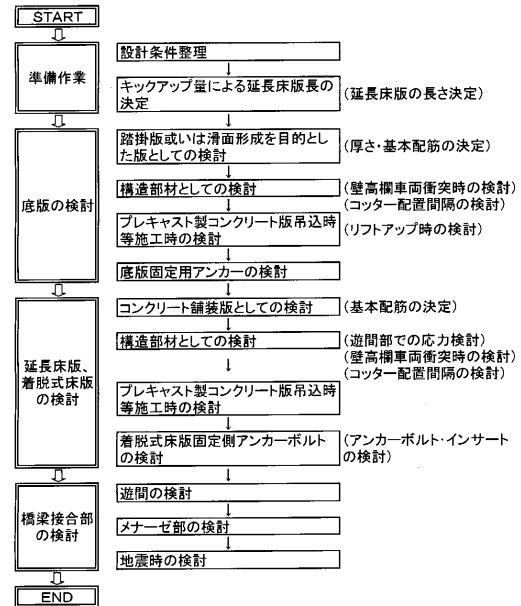 START
準備作業
設計条件整理
キックアップ量による延長床版長の
決定
(延長床版の長さ決定)
底版の検討
踏掛版或いは滑面形成を目的とし
た版としての検討
(厚さ・基本配筋の決定)
構造部材としての検討
(壁高欄車両衝突時の検討)
(コッター配置間隔の検討)
プレキャスト製コンクリート版吊込時
等施工時の検討
(リフトアップ時の検討)
底版固定用アンカーの検討
延長床版、
着脱式床版
の検討
コンクリート舗装版としての検討
(基本配筋の決定)
構造部材としての検討
(遊間部での応力検討)
(壁高欄車両衝突時の検討)
(コッター配置間隔の検討)
プレキャスト製コンクリート版吊込時
等施工時の検討
着脱式床版固定側アンカーボルト
の検討
(アンカーボルト・インサート
の検討)
橋梁接合部
の検討
遊間の検討
メナーゼ部の検討
地震時の検討
END